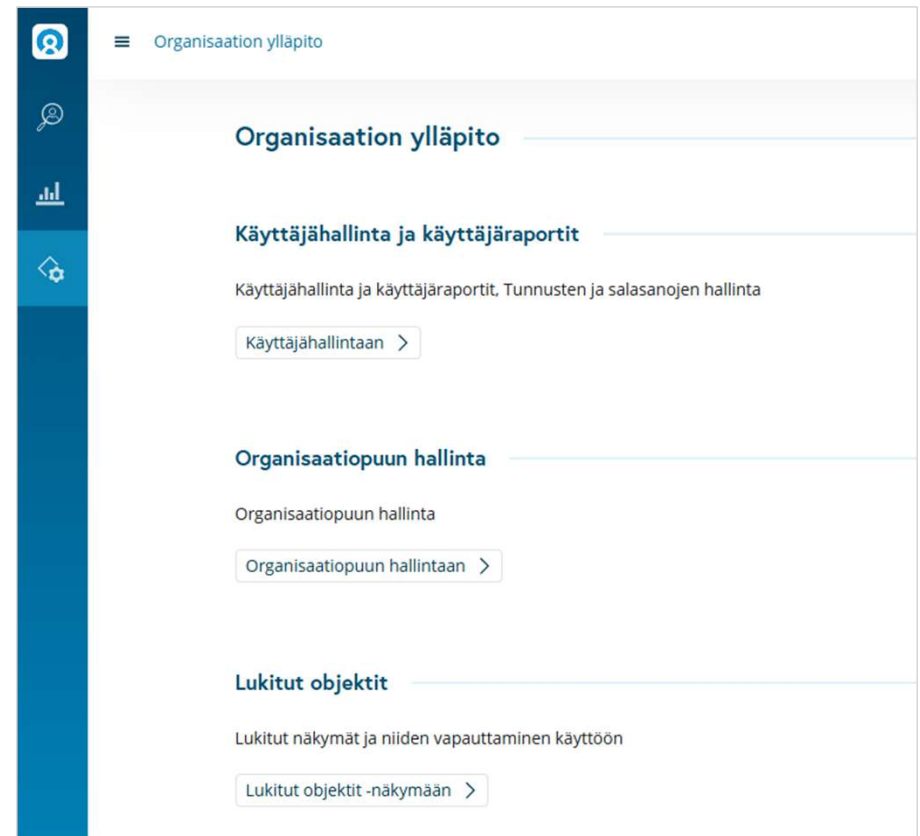 Organisaation ylläpito
Organisaation ylläpito
Käyttäjähallinta ja käyttäjäraportit
Käyttäjähallinta ja käyttäjäraportit, Tunnusten ja salasanojen hallinta
Käyttäjähallintaan
Organisaatiopuun hallinta
Organisaatiopuun hallinta
Organisaatiopuun hallintaan
Lukitut objektit
Lukitut näkymät ja niiden vapauttaminen käyttöön
Lukitut objektit -näkymään